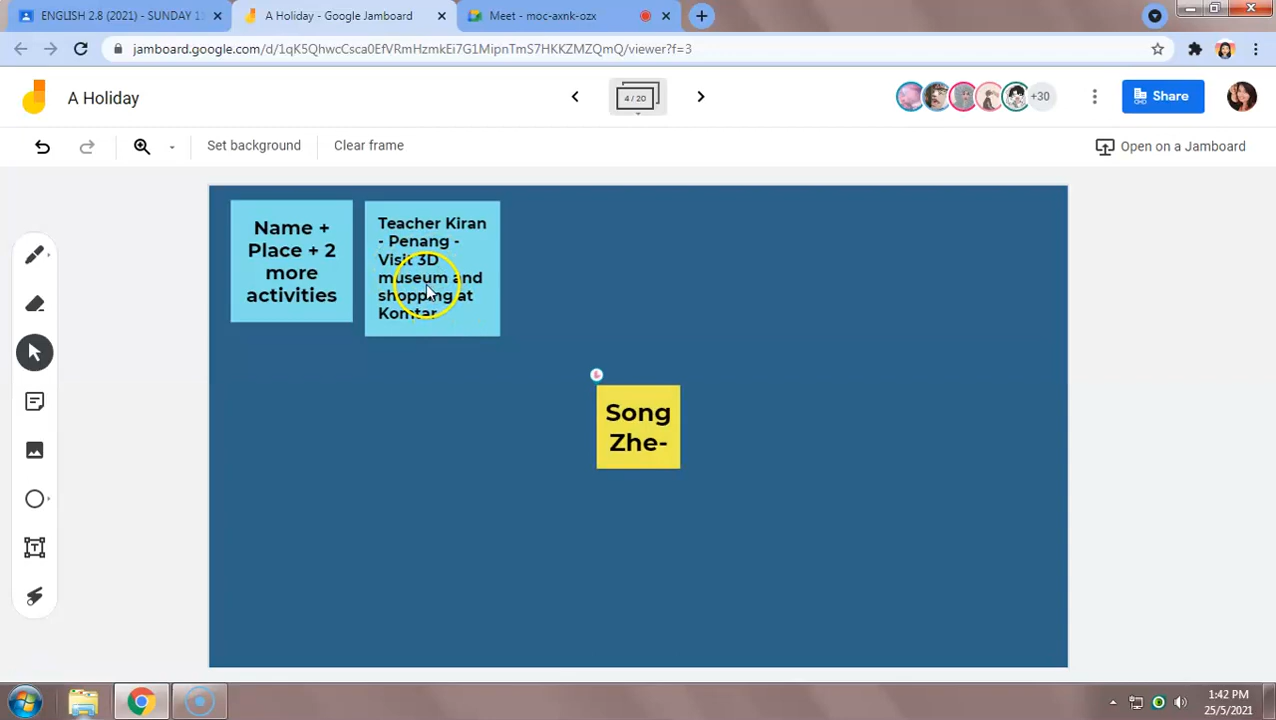 ENGLISH 2.8 (2021) - SUNDAY 13
A Holiday - Google Jamboard
Meet - moc-axnk-ozx
jamboard.google.com/d/1qK5QhwcCsca0EfVRmHzmkEi7G1MipnTmS7HKKZMZQmQ/viewer?f=3
A Holiday
4 / 20
+30
Share
Set background
Clear frame
Open on a Jamboard
Name +
Place + 2
more
activities
Teacher Kiran
- Penang -
Visit 3D
museum and
shopping at
Komtar
Song
Zhe-
1:42 PM
25/5/2021